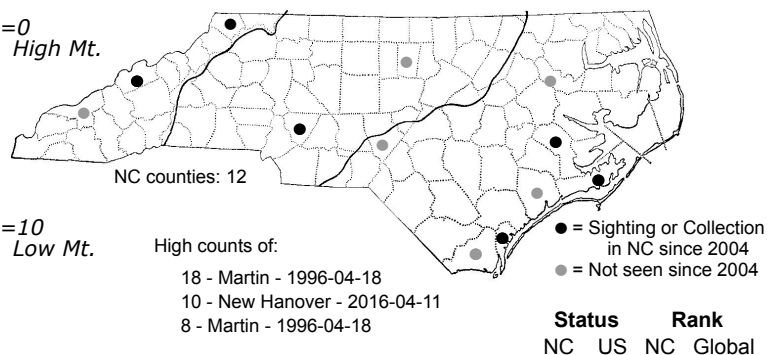 =0
High Mt.
NC counties: 12
=10
Low Mt.
High counts of:
18 - Martin - 1996-04-18
10 - New Hanover - 2016-04-11
8 - Martin - 1996-04-18
● = Sighting or Collection
in NC since 2004
● = Not seen since 2004
Status Rank
NC US NC Global